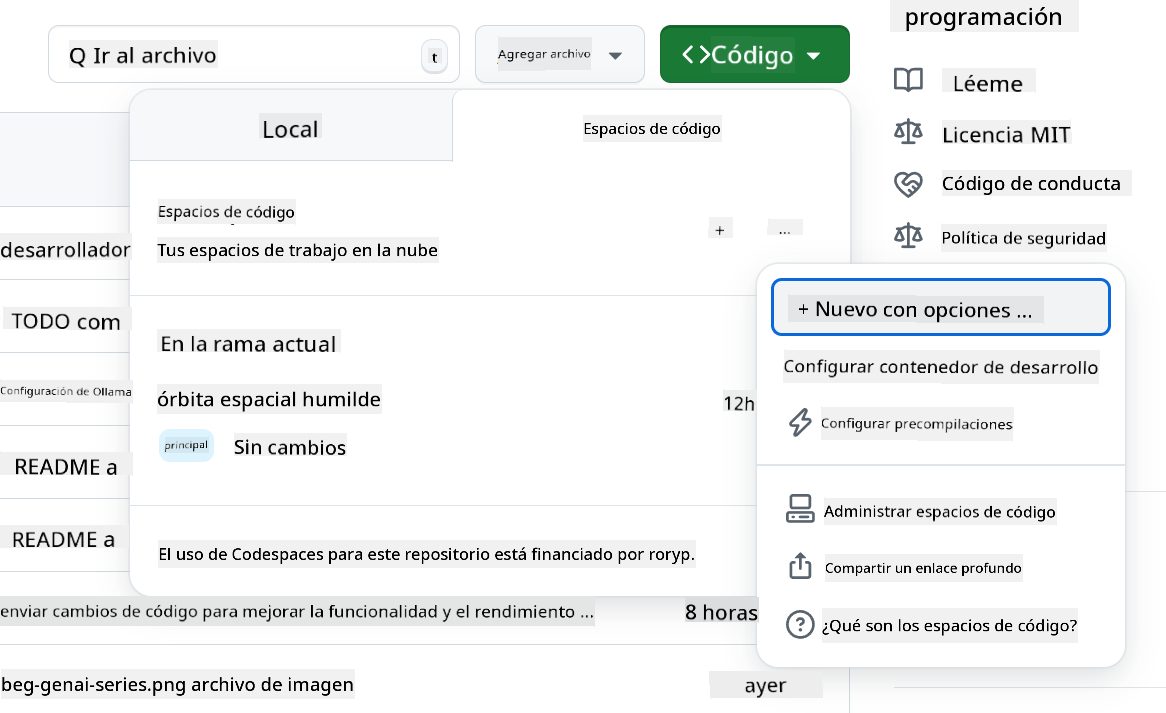 programación
Q Ir al archivo
t
Agregar archivo
<>Código
Léeme
Local
Espacios de código
Licencia MIT
Código de conducta
Espacios de código
Tus espacios de trabajo en la nube
+
...
Política de seguridad
desarrollador
+ Nuevo con opciones ...
TODO com
En la rama actual
Configurar contenedor de desarrollo
Configuración de Ollama
órbita espacial humilde
12h
Configurar precompilaciones
principal
Sin cambios
README a
Administrar espacios de código
README a
El uso de Codespaces para este repositorio está financiado por roryp.
Compartir un enlace profundo
enviar cambios de código para mejorar la funcionalidad y el rendimiento ...
8 horas
¿Qué son los espacios de código?
beg-genai-series.png archivo de imagen
ayer